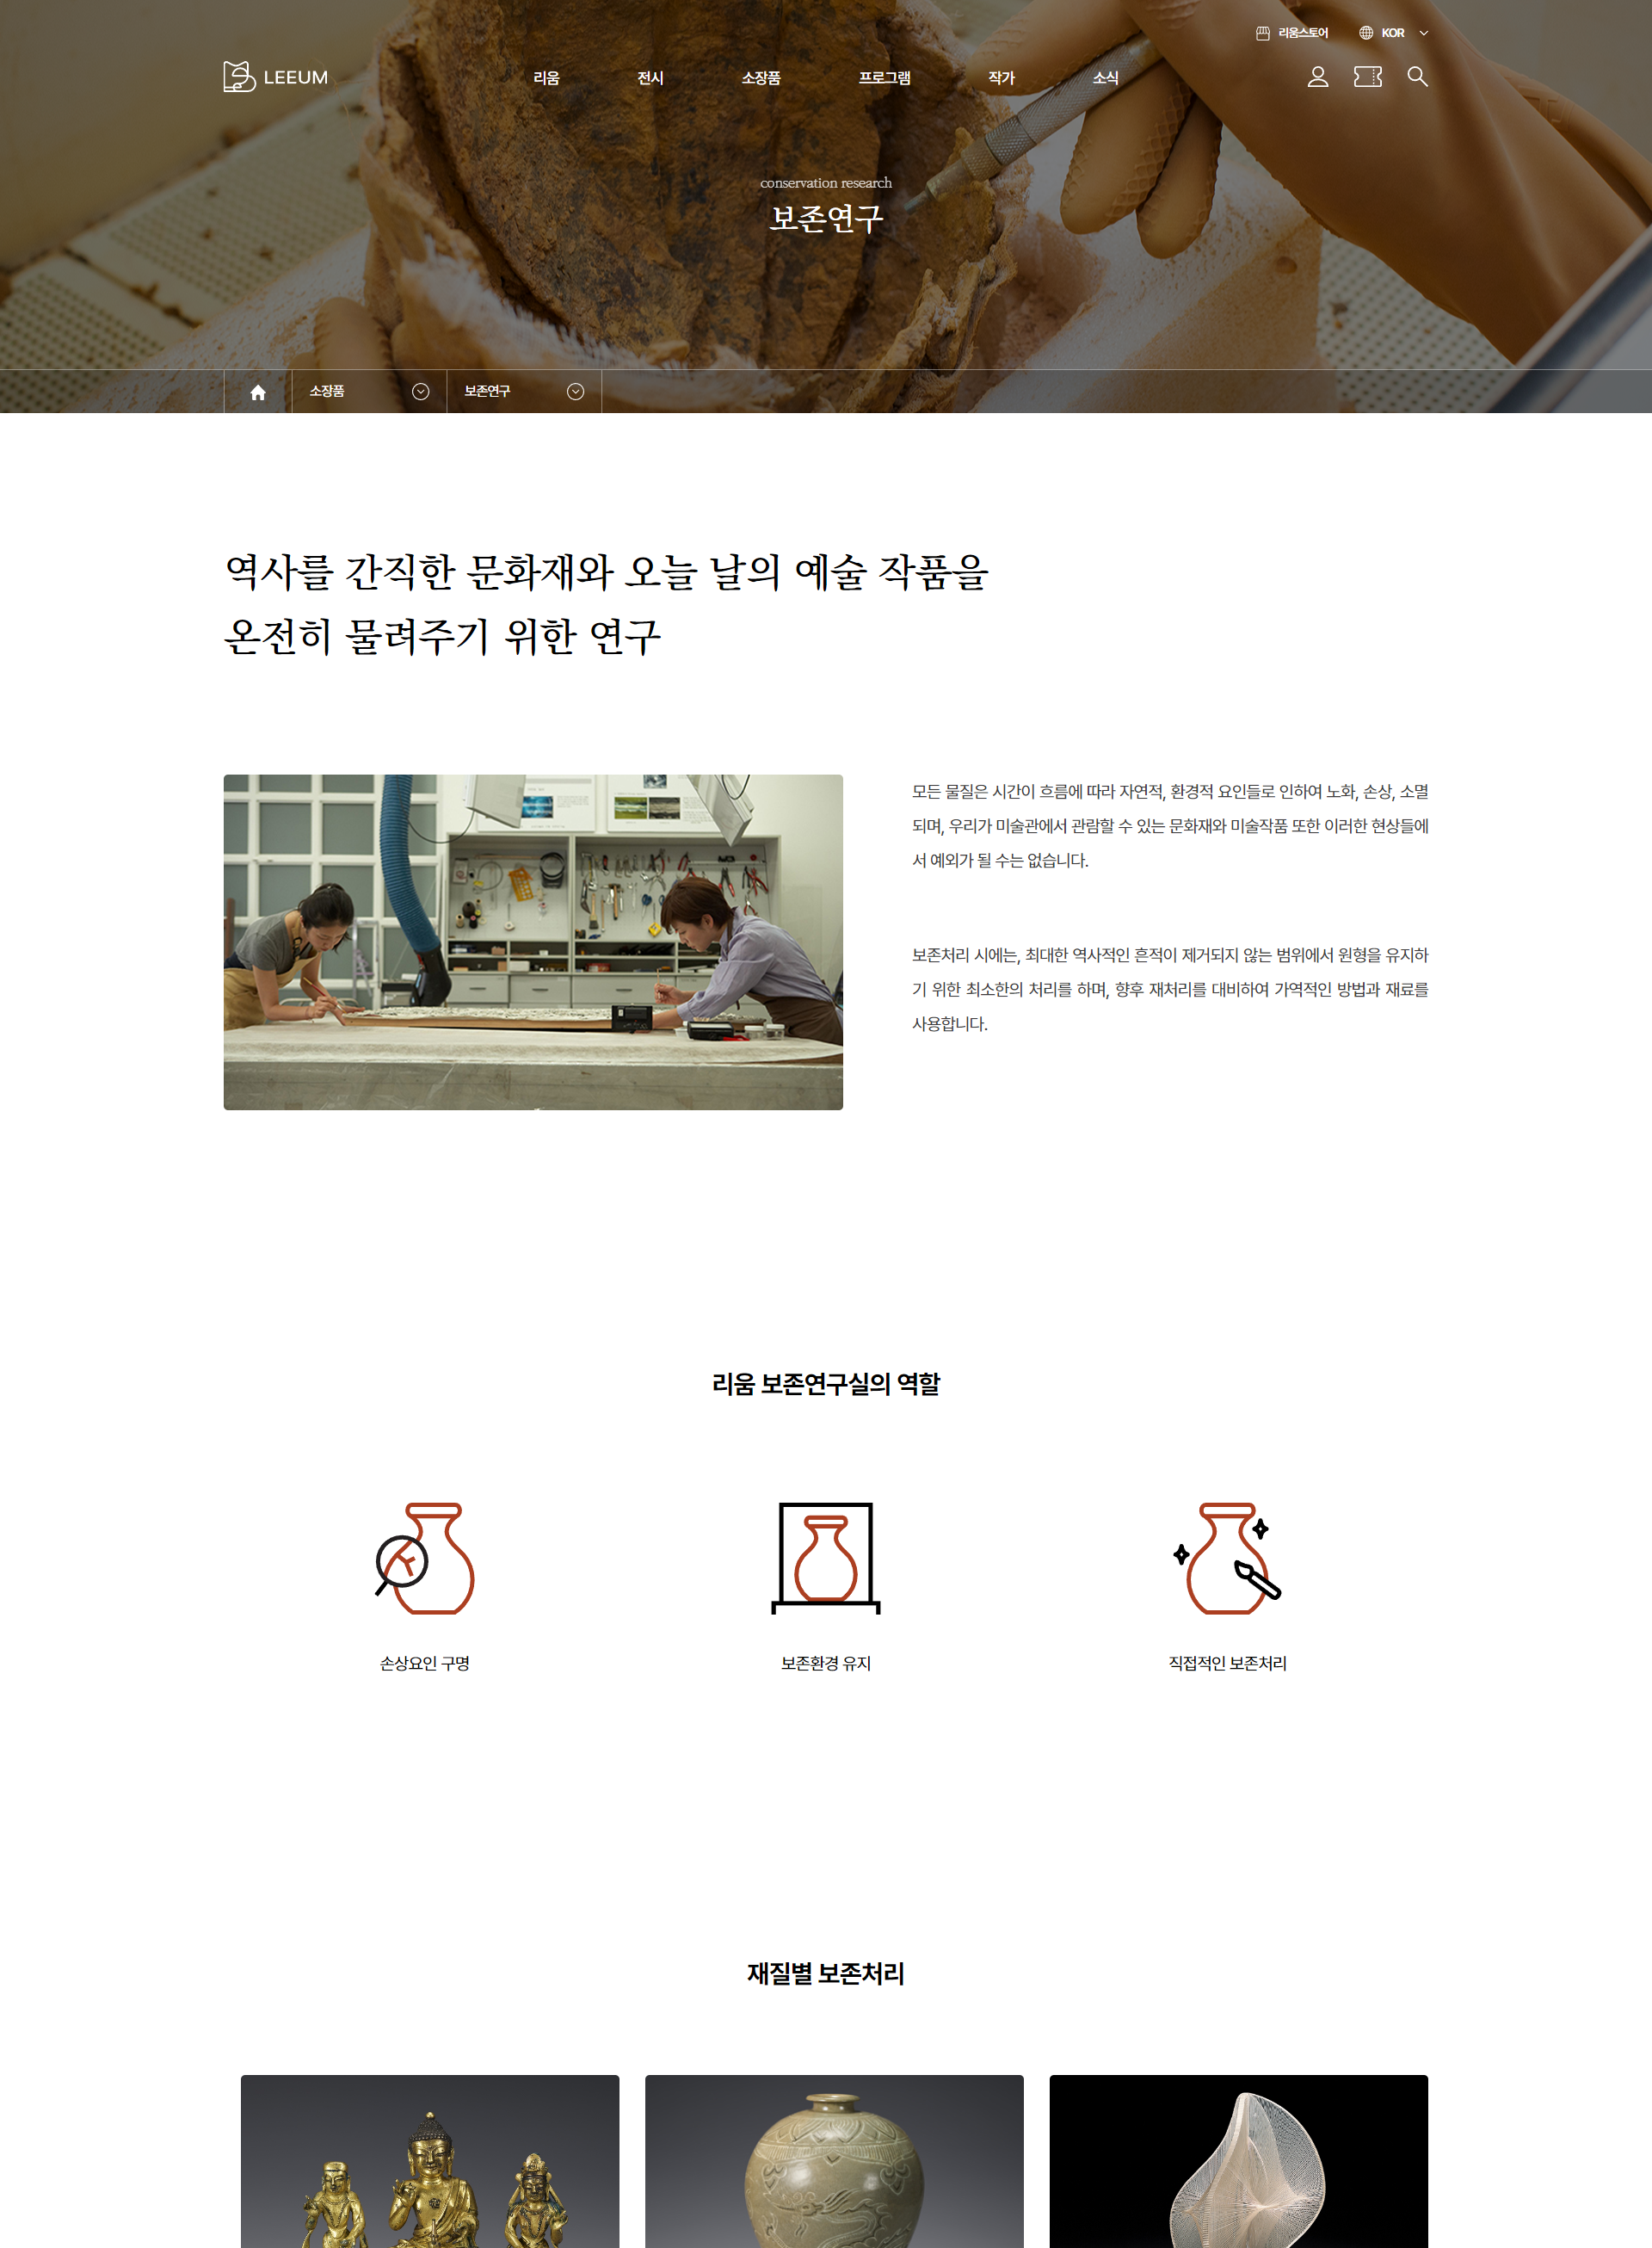 리움스토어 KOR
LEEUM 리움 전시 소장품 프로그램 작가 소식
conservation research
보존연구
소장품 보존연구
역사를 간직한 문화재와 오늘 날의 예술 작품을
온전히 물려주기 위한 연구
모든 물질은 시간이 흐름에 따라 자연적, 환경적 요인들로 인하여 노화, 손상, 소멸
되며, 우리가 미술관에서 관람할 수 있는 문화재와 미술작품 또한 이러한 현상들에
서 예외가 될 수는 없습니다.
보존처리 시에는, 최대한 역사적인 흔적이 제거되지 않는 범위에서 원형을 유지하
기 위한 최소한의 처리를 하며, 향후 재처리를 대비하여 가역적인 방법과 재료를
사용합니다.
리움 보존연구실의 역할
손상요인 구명
보존환경 유지
직접적인 보존처리
재질별 보존처리